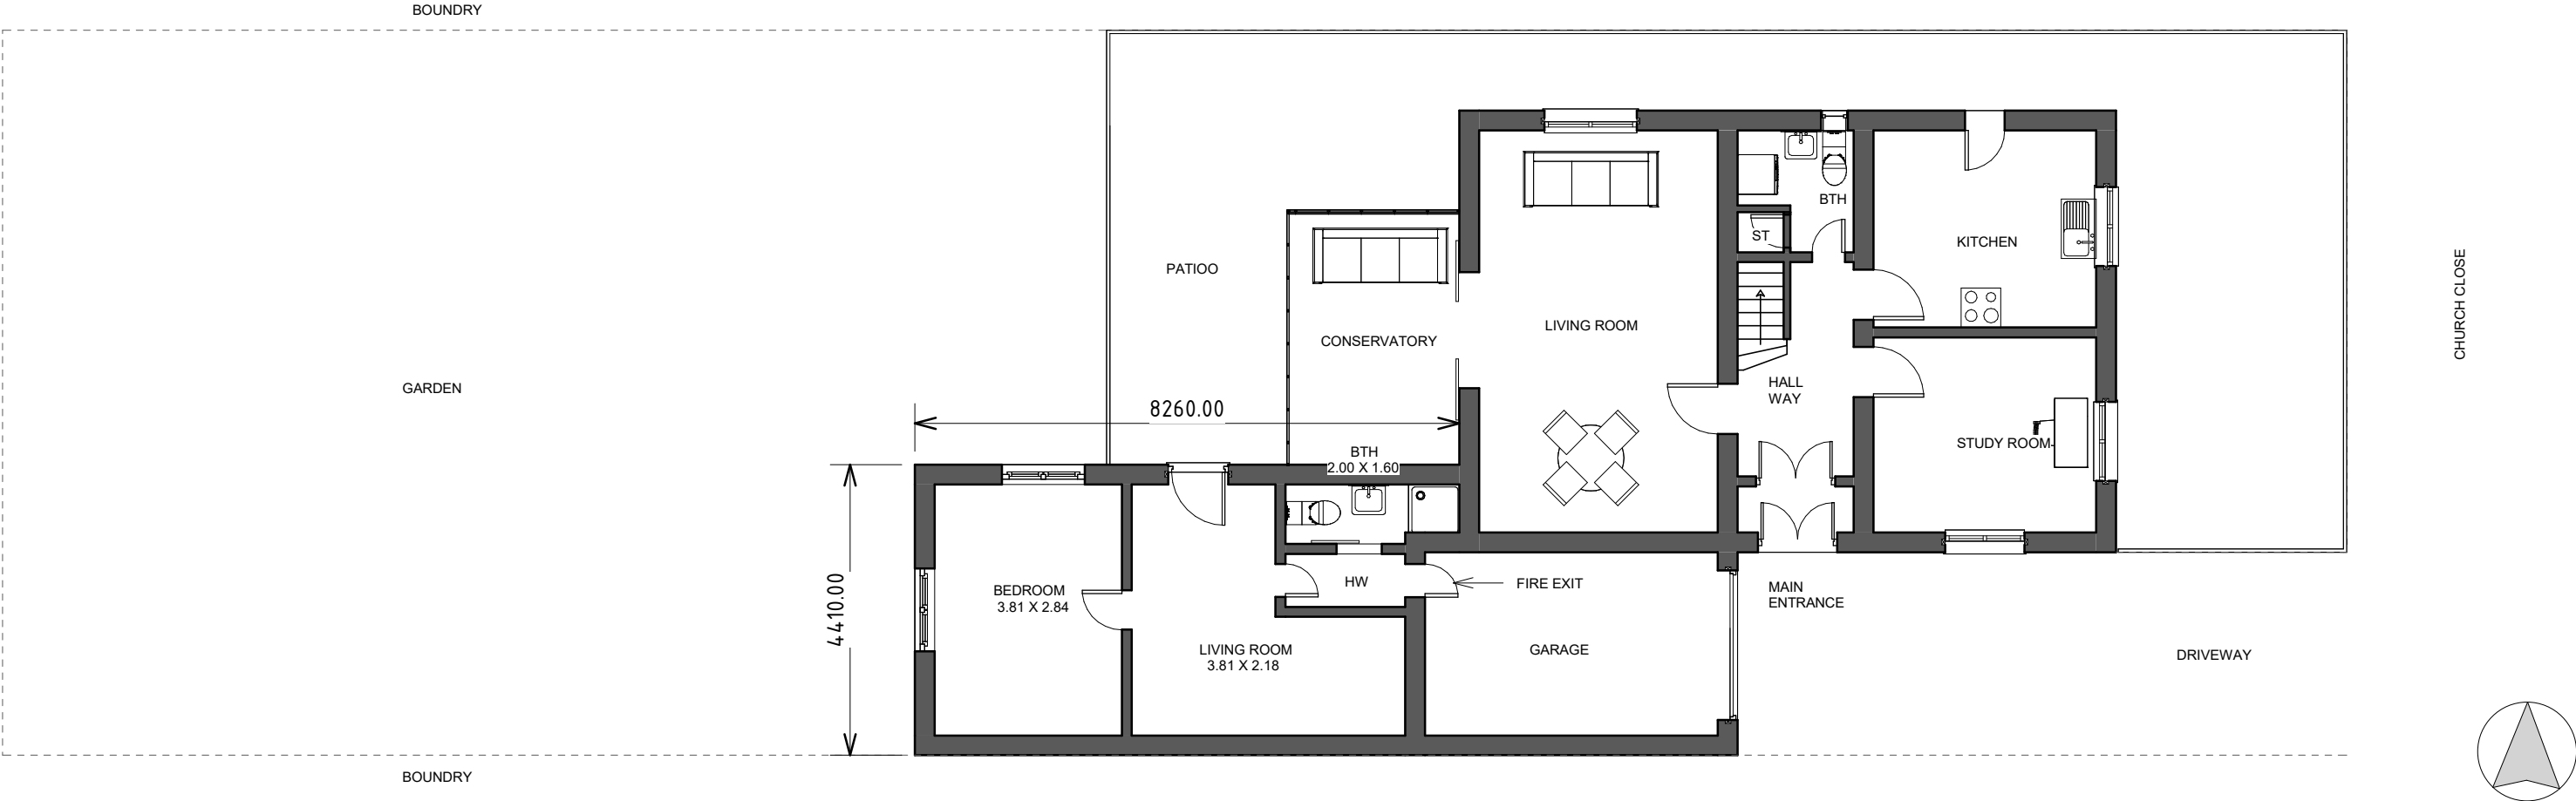 BOUNDRY
BTH
ST
KITCHEN
PATIOO
LIVING ROOM
CONSERVATORY
CHURCH CLOSE
GARDEN
HALL
WAY
8260.00
STUDY ROOM
BTH
2.00 X 1.60
4410.00
BEDROOM
3.81 X 2.84
HW
FIRE EXIT
MAIN
ENTRANCE
LIVING ROOM
3.81 X 2.18
GARAGE
DRIVEWAY
BOUNDRY